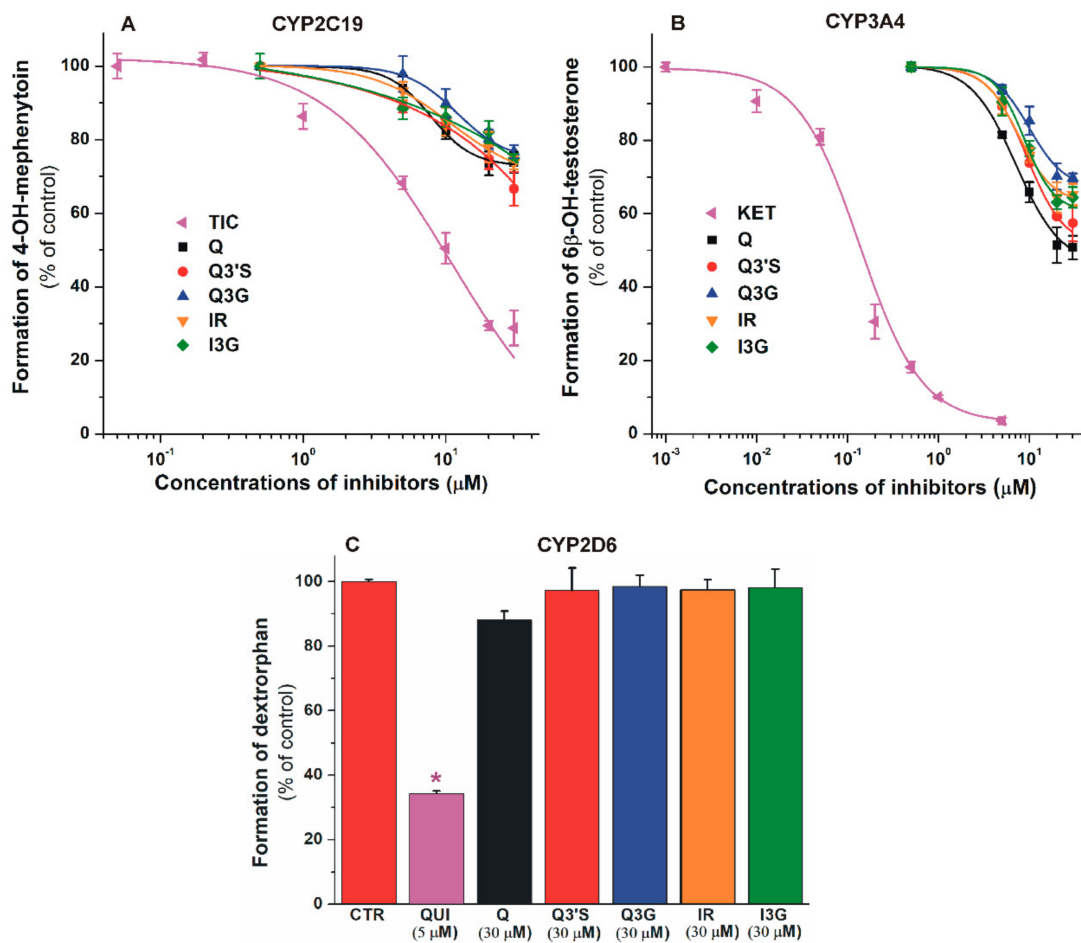 A
CYP2C19
Formation of 4-OH-mephenytoin
(% of control)
100
80
60
40
20
0
TIC
Q
Q3'S
Q3G
IR
I3G
10-1
100
101
Concentrations of inhibitors (μM)
B
CYP3A4
Formation of 6β-OH-testosterone
(% of control)
100
80
60
40
20
0
KET
Q
Q3'S
Q3G
IR
I3G
10-3
10-2
10-1
100
101
Concentrations of inhibitors (μM)
C
CYP2D6
Formation of dextrorphan
(% of control)
100
80
60
40
20
0
*
CTR QUI Q Q3'S Q3G IR I3G
(5 μM) (30 μM) (30 μM) (30 μM) (30 μM) (30 μM)